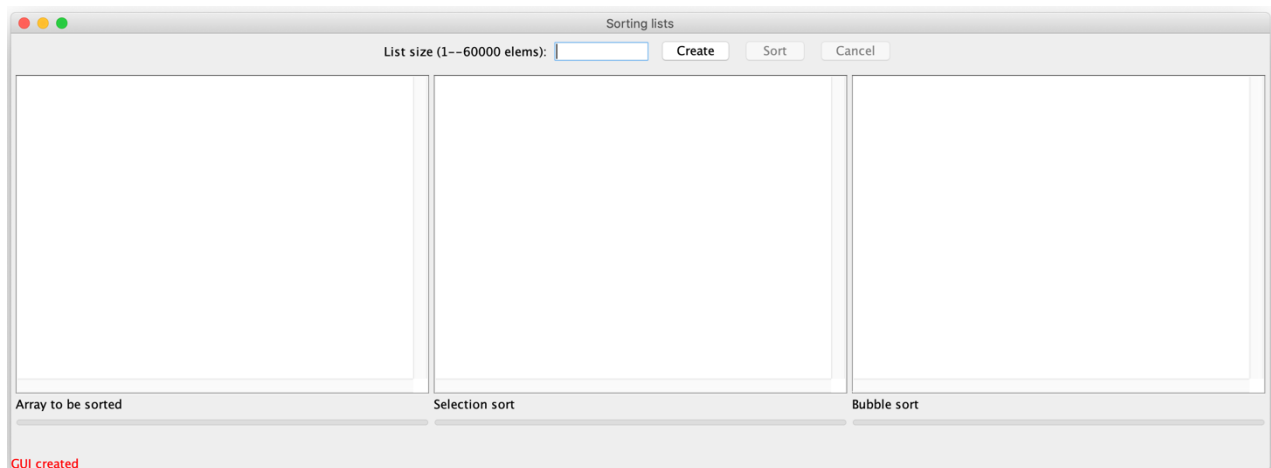 Sorting lists
List size (1--60000 elems): Create Sort Cancel
Array to be sorted Selection sort Bubble sort
GUI created